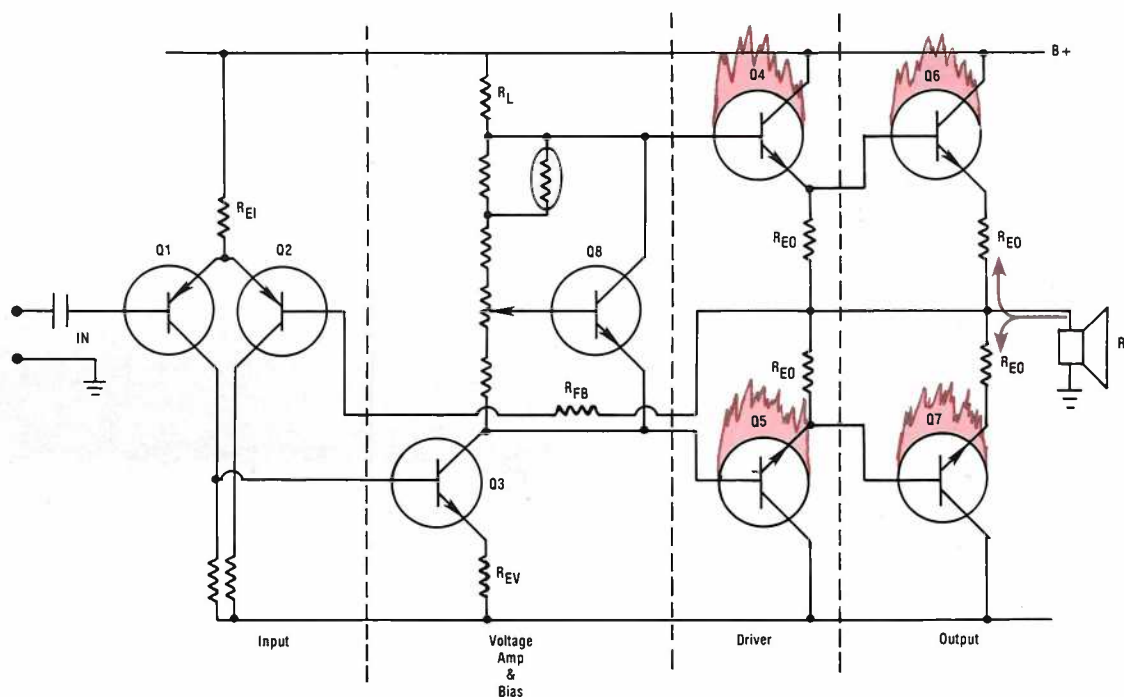 B+
Q4
Q6
RL
REI
Q1
Q2
Q8
REO
REO
IN
R
RFB
REO
REO
Q5
Q7
Q3
REV
Input
Voltage
Amp
&
Bias
Driver
Output